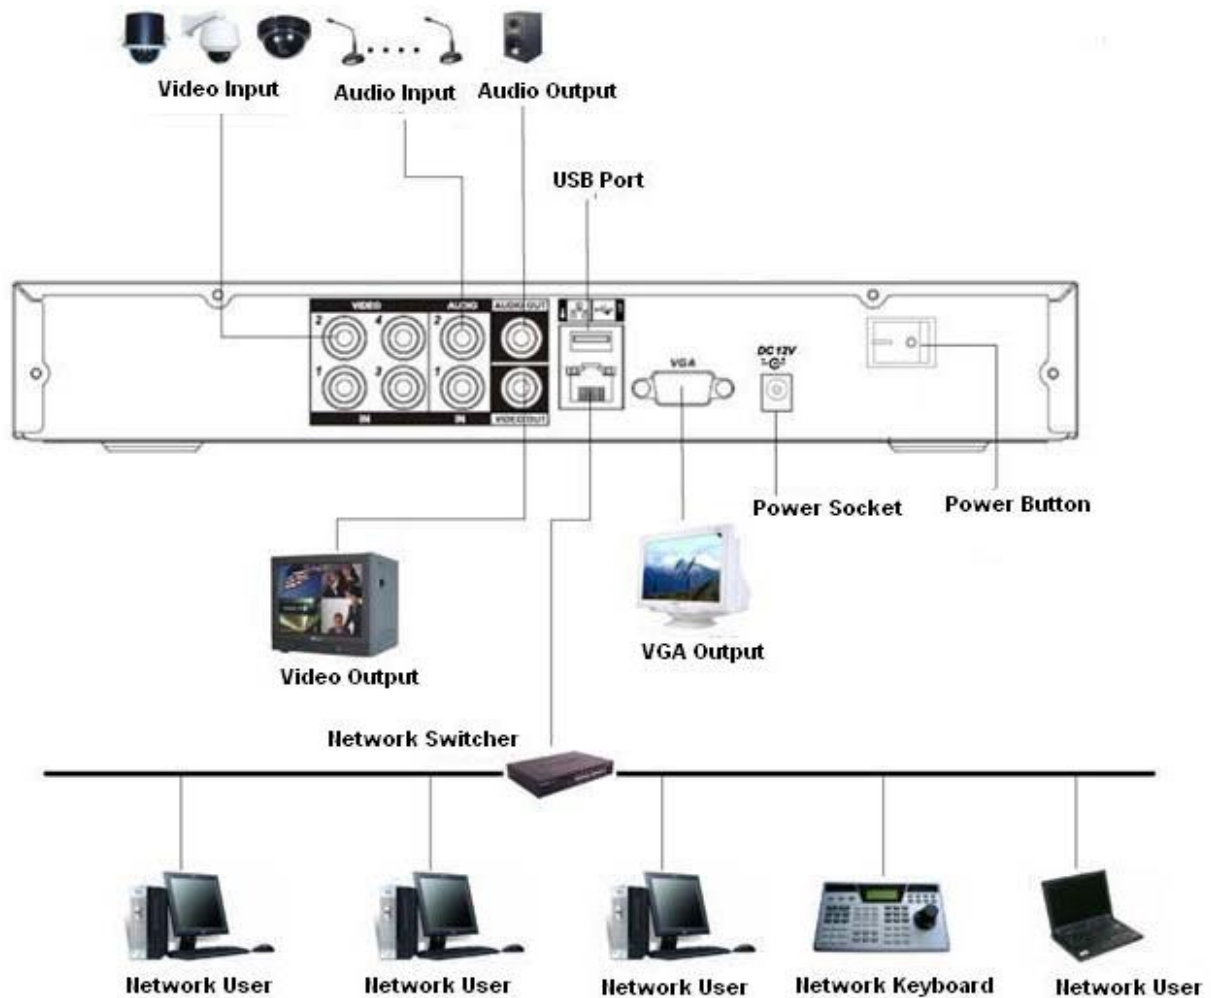 Video Input
Audio Input
Audio Output
USB Port
VIDEO
AUDIO
AUDIO OUT
2
4
2
1
3
1
IN
IN
VIDEO OUT
VGA
DC 12V
Power Socket
Power Button
Video Output
VGA Output
Network Switcher
Network User
Network User
Network User
Network Keyboard
Network User